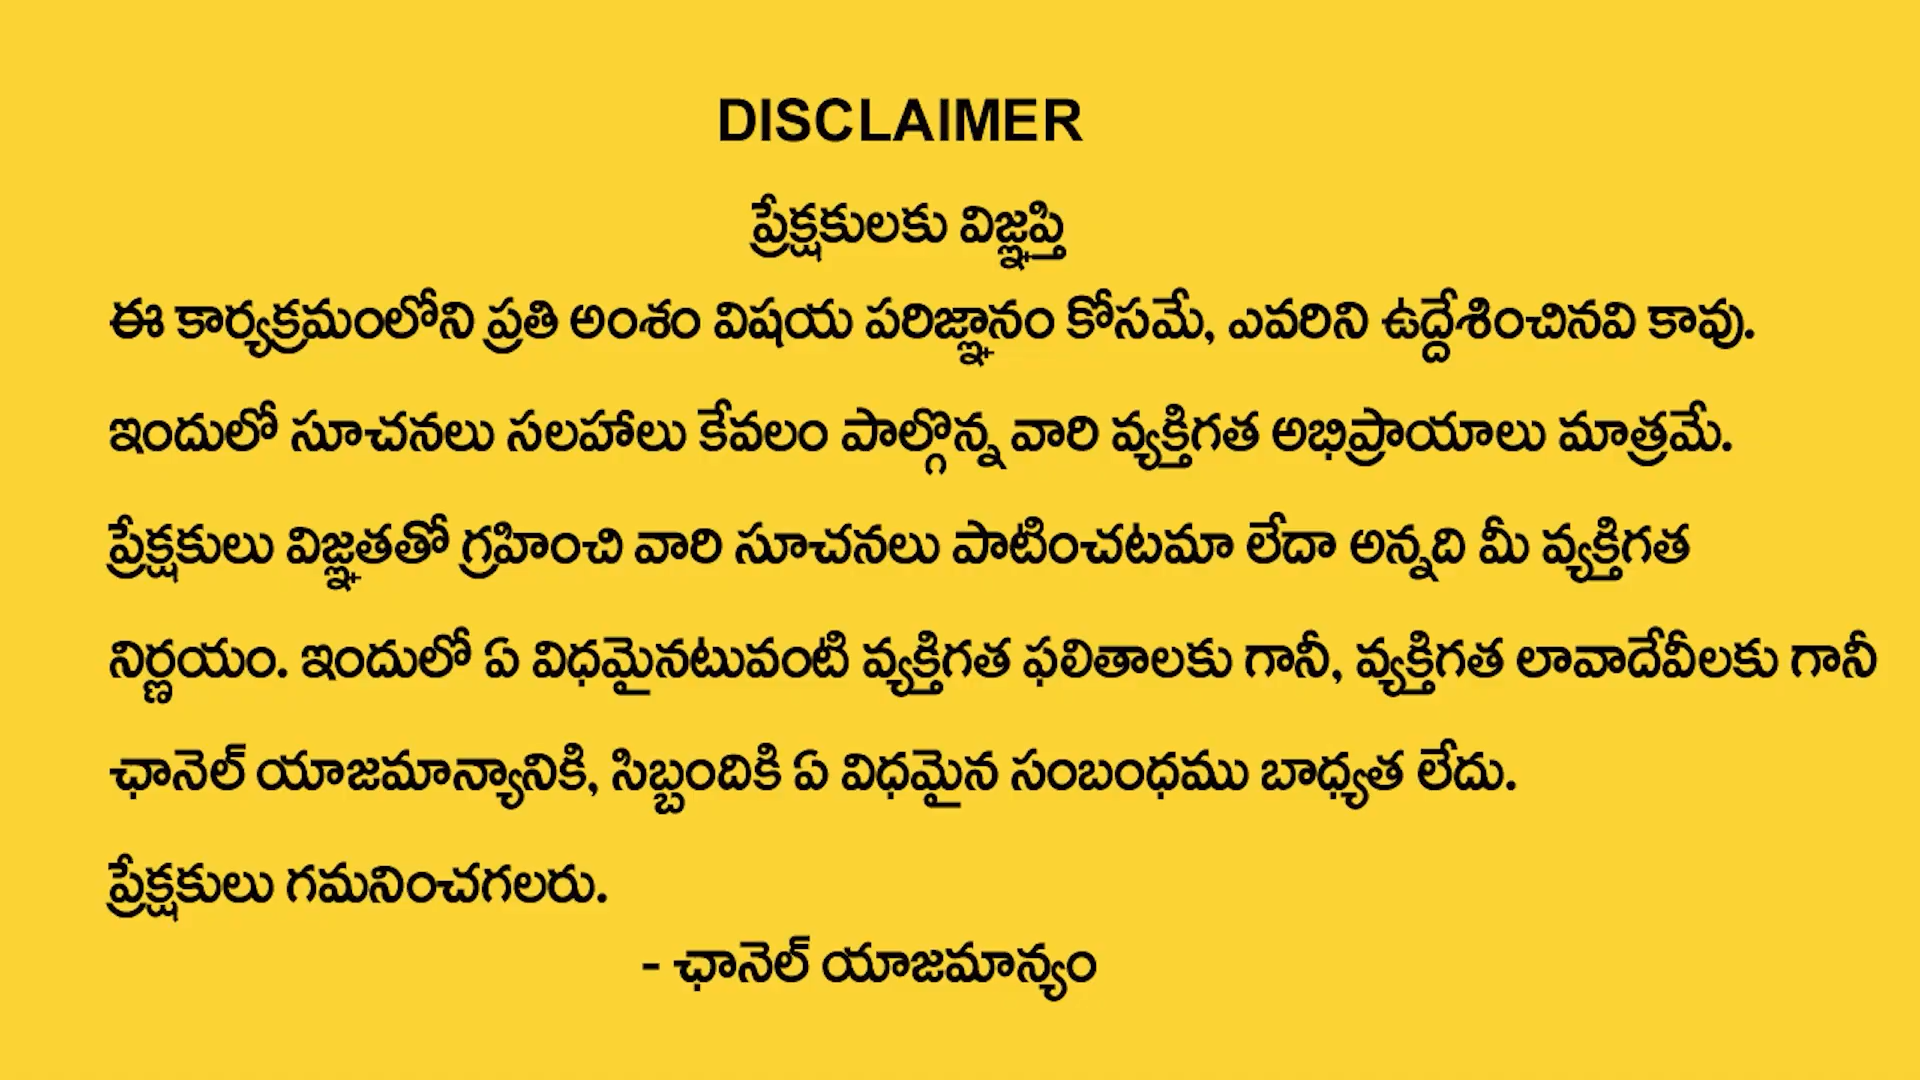 DISCLAIMER
ప్రేక్షకులకు విజ్ఞప్తి
ఈ కార్యక్రమంలోని ప్రతి అంశం విషయ పరిజ్ఞానం కోసమే, ఎవరిని ఉద్దేశించినవి కావు.
ఇందులో సూచనలు సలహాలు కేవలం పాల్గొన్న వారి వ్యక్తిగత అభిప్రాయాలు మాత్రమే.
ప్రేక్షకులు విజ్ఞతతో గ్రహించి వారి సూచనలు పాటించటమా లేదా అన్నది మీ వ్యక్తిగత
నిర్ణయం. ఇందులో ఏ విధమైనటువంటి వ్యక్తిగత ఫలితాలకు గానీ, వ్యక్తిగత లావాదేవీలకు గానీ
ఛానెల్ యాజమాన్యానికి, సిబ్బందికి ఏ విధమైన సంబంధము బాధ్యత లేదు.
ప్రేక్షకులు గమనించగలరు.
- ఛానెల్ యాజమాన్యం